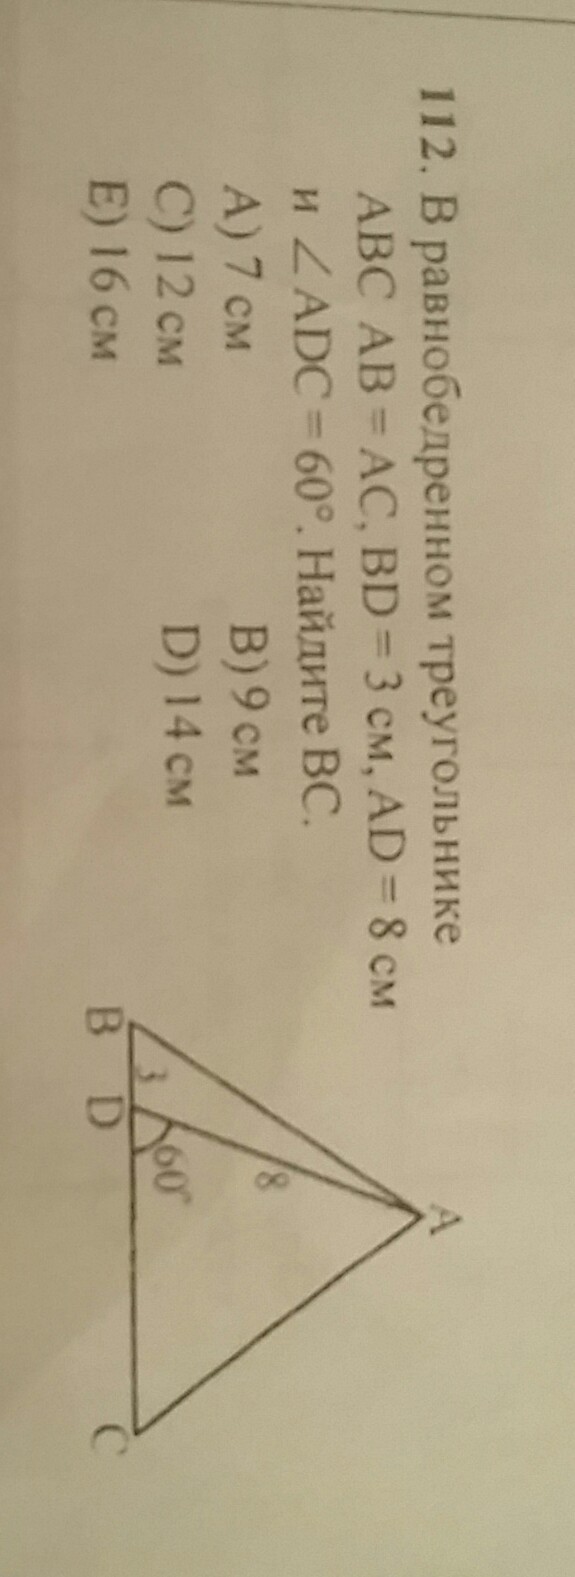 112. В равнобедренном треугольнике
ABC AB = AC, BD = 3 см, AD = 8 см
и ∠ADC = 60°. Найдите BC.
A) 7 см B) 9 см
C) 12 см D) 14 см
E) 16 см
A
8
3 60°
B D C